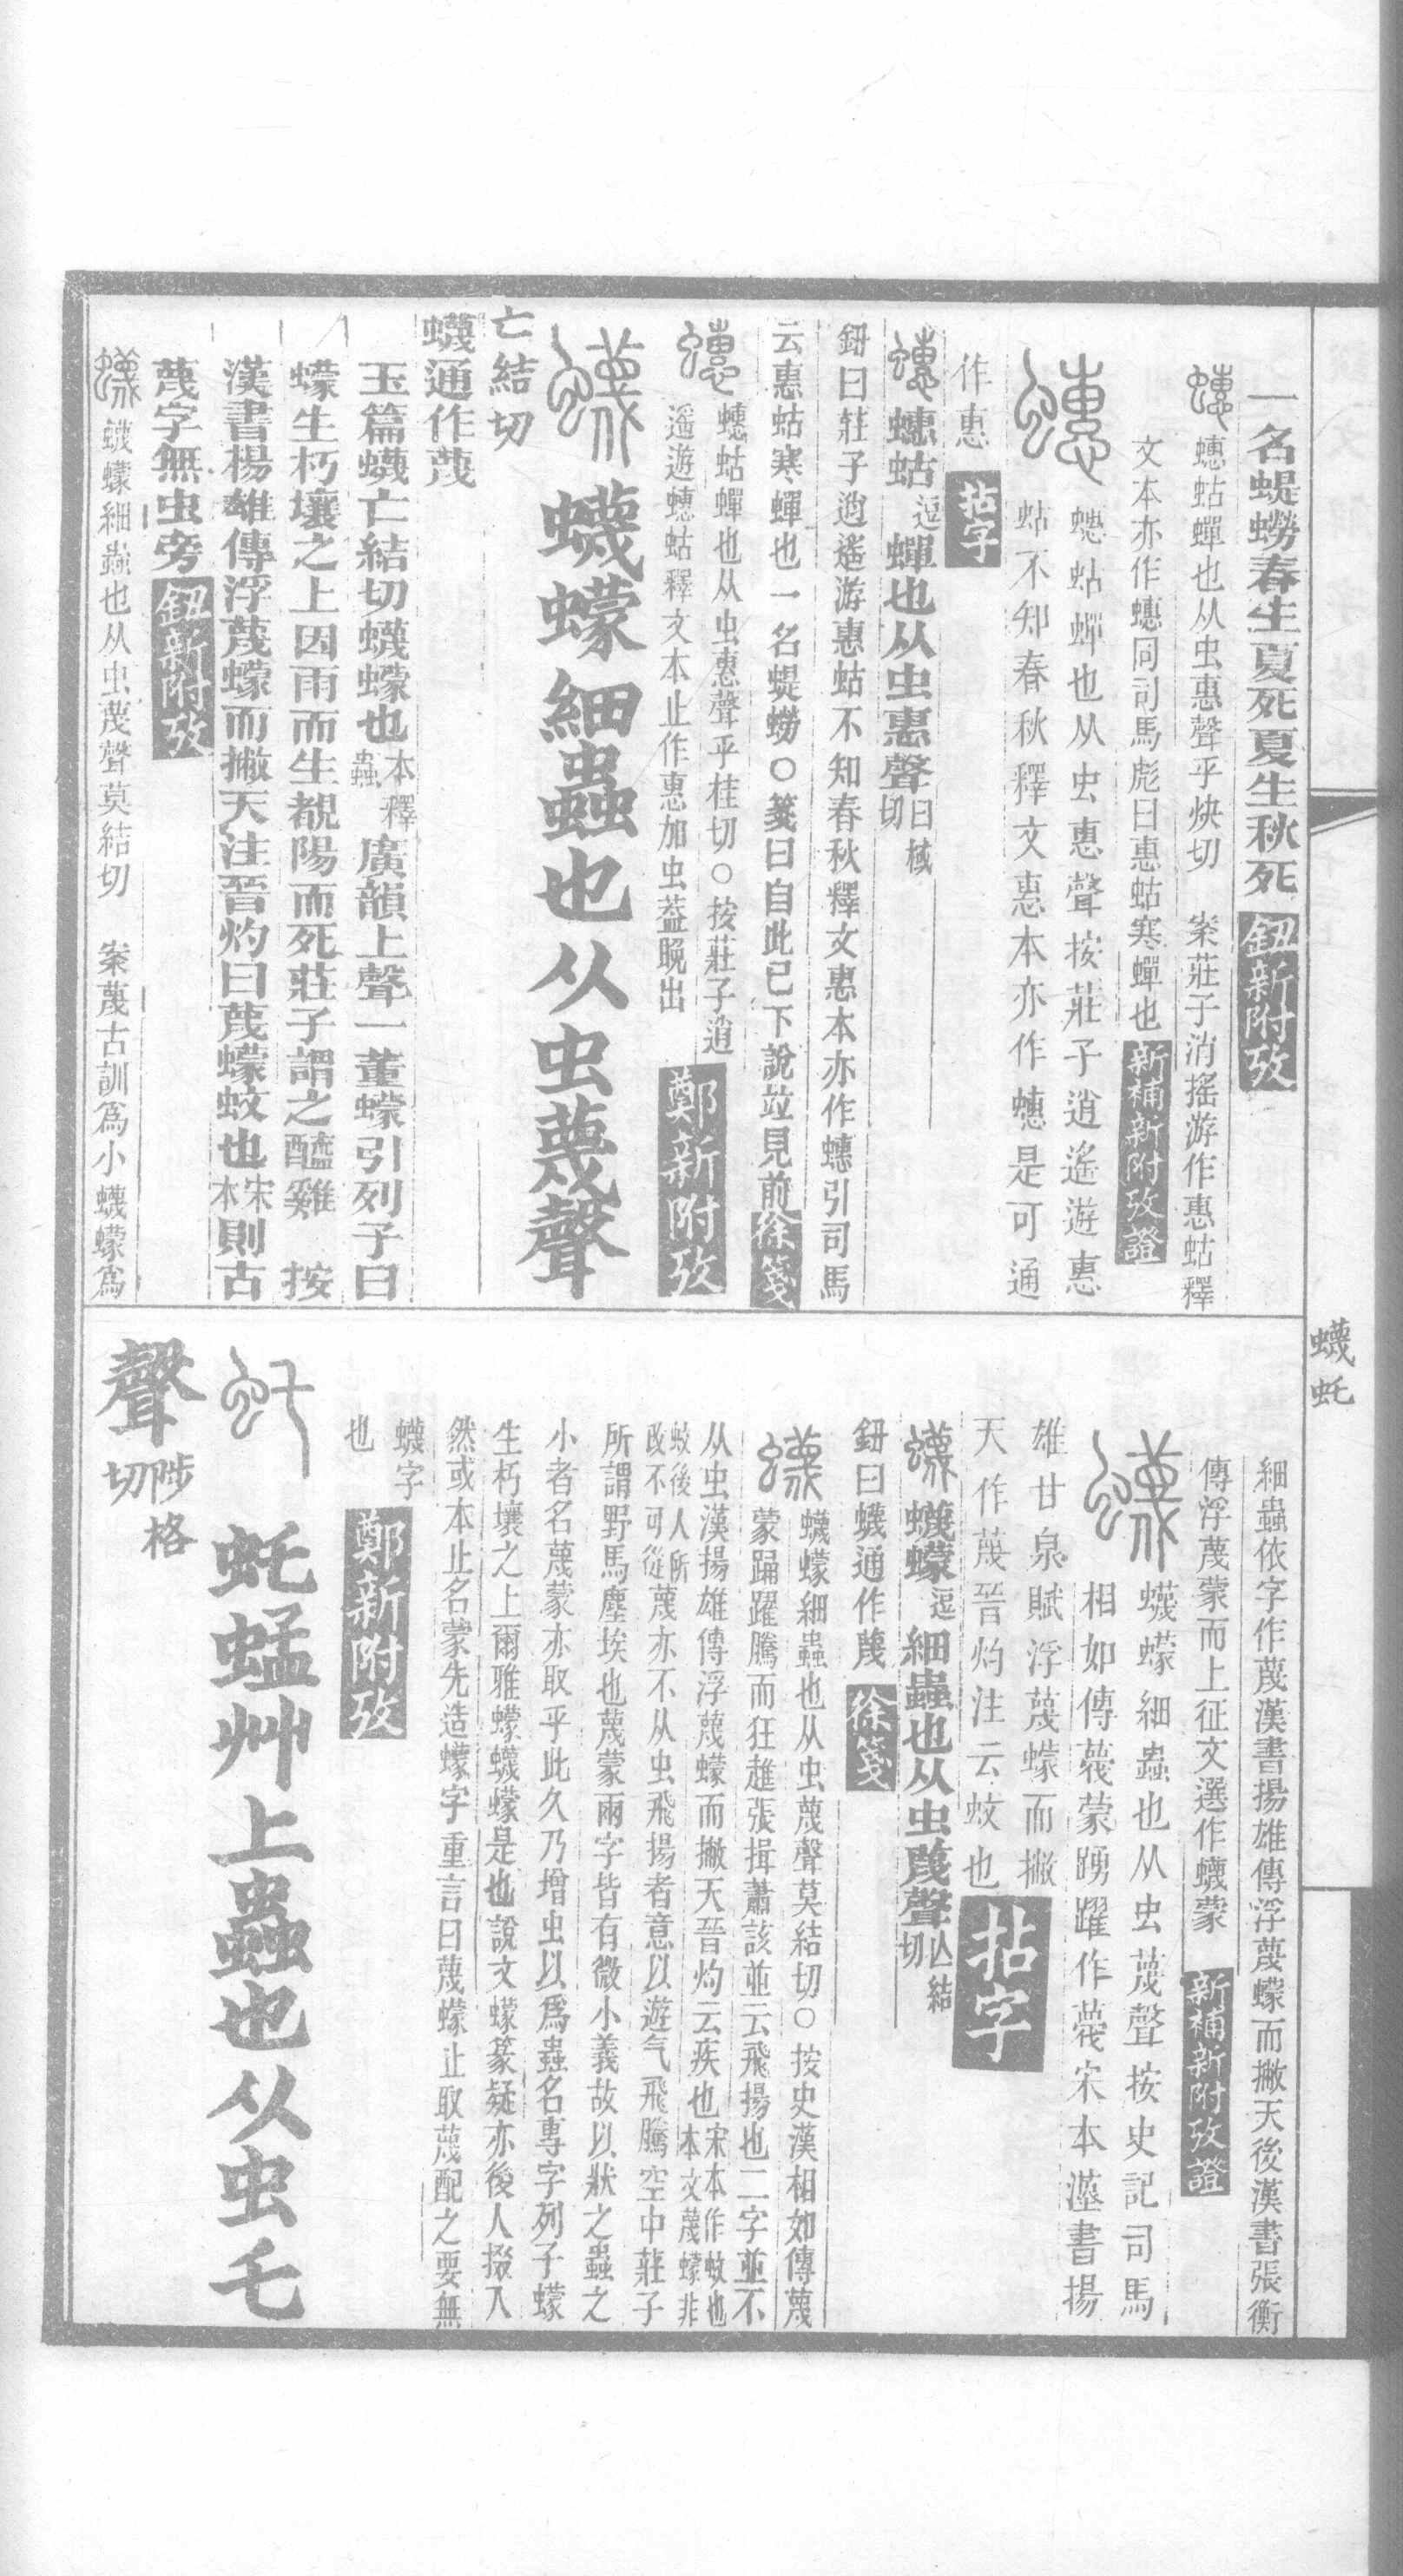 一名蝭蟧春生夏死夏生秋死 鈕新附攷
蟪 蟪蛄蟬也从虫惠聲乎炔切 案莊子消搖游作惠蛄釋
文本亦作蟪同司馬彪曰惠蛄寒蟬也 新補新附攷證
蟪 蟪蛄蟬也从虫惠聲按莊子逍遙遊惠
蛄不知春秋釋文惠本亦作蟪是可通
作惠 拈字
蟪 蟪蛄逗蟬也从虫惠聲日棫切
鈕曰莊子逍遙游惠蛄不知春秋釋文惠本亦作蟪引司馬
云惠蛄寒蟬也一名蝭蟧○箋曰自此已下說竝見前 徐箋
蟪 蟪蛄蟬也从虫惠聲乎桂切○按莊子逍
遥遊蟪蛄釋文本止作惠加虫葢晚出 鄭新附攷
蠛 蠛蠓細蟲也从虫蔑聲
亡結切
蠛通作蔑
玉篇蠛亡結切蠛蠓也本釋蟲廣韻上聲一董蠓引列子曰
蠓生朽壤之上因雨而生覩陽而死莊子謂之醯雞 按
漢書楊雄傳浮蔑蠓而撇天注晉灼曰蔑蠓蚊也宋本則古
蔑字無虫旁 鈕新附攷
蠛 蠛蠓細蟲也从虫蔑聲莫結切 案蔑古訓爲小蠛蠓爲
蠛虴
細蟲依字作蔑漢書揚雄傳浮蔑蠓而撇天後漢書張衡
傳浮蔑蒙而上征文選作蠛蒙 新補新附攷證
蠛 蠛蠓細蟲也从虫蔑聲按史記司馬
相如傳薎蒙踴躍作薎宋本漢書揚
雄甘泉賦浮蔑蠓而撇
天作蔑晉灼注云蚊也 拈字
蠛 蠛蠓逗細蟲也从虫蔑聲亾結切
鈕曰蠛通作蔑 徐箋
蠛 蠛蠓細蟲也从虫蔑聲莫結切○按史漢相如傳蔑
蒙踊躍騰而狂趡張揖蕭該並云飛揚也二字並不
从虫漢揚雄傳浮蔑蠓而撇天晉灼云疾也宋本作蚊也本文蔑蠓非
蚊後人所改不可從蔑亦不从虫飛揚者意以遊气飛騰空中莊子
所謂野馬塵埃也蔑蒙兩字皆有微小義故以狀之蟲之
小者名蔑蒙亦取乎此久乃增虫以爲蟲名專字列子蠓
生朽壤之上爾雅蠓蠛蠓是也說文蠓篆疑亦後人掇入
然或本止名蒙先造蠓字重言曰蔑蠓止取蔑配之要無
蠛字
也 鄭新附攷
虴 虴蜢艸上蟲也从虫乇
聲陟格切